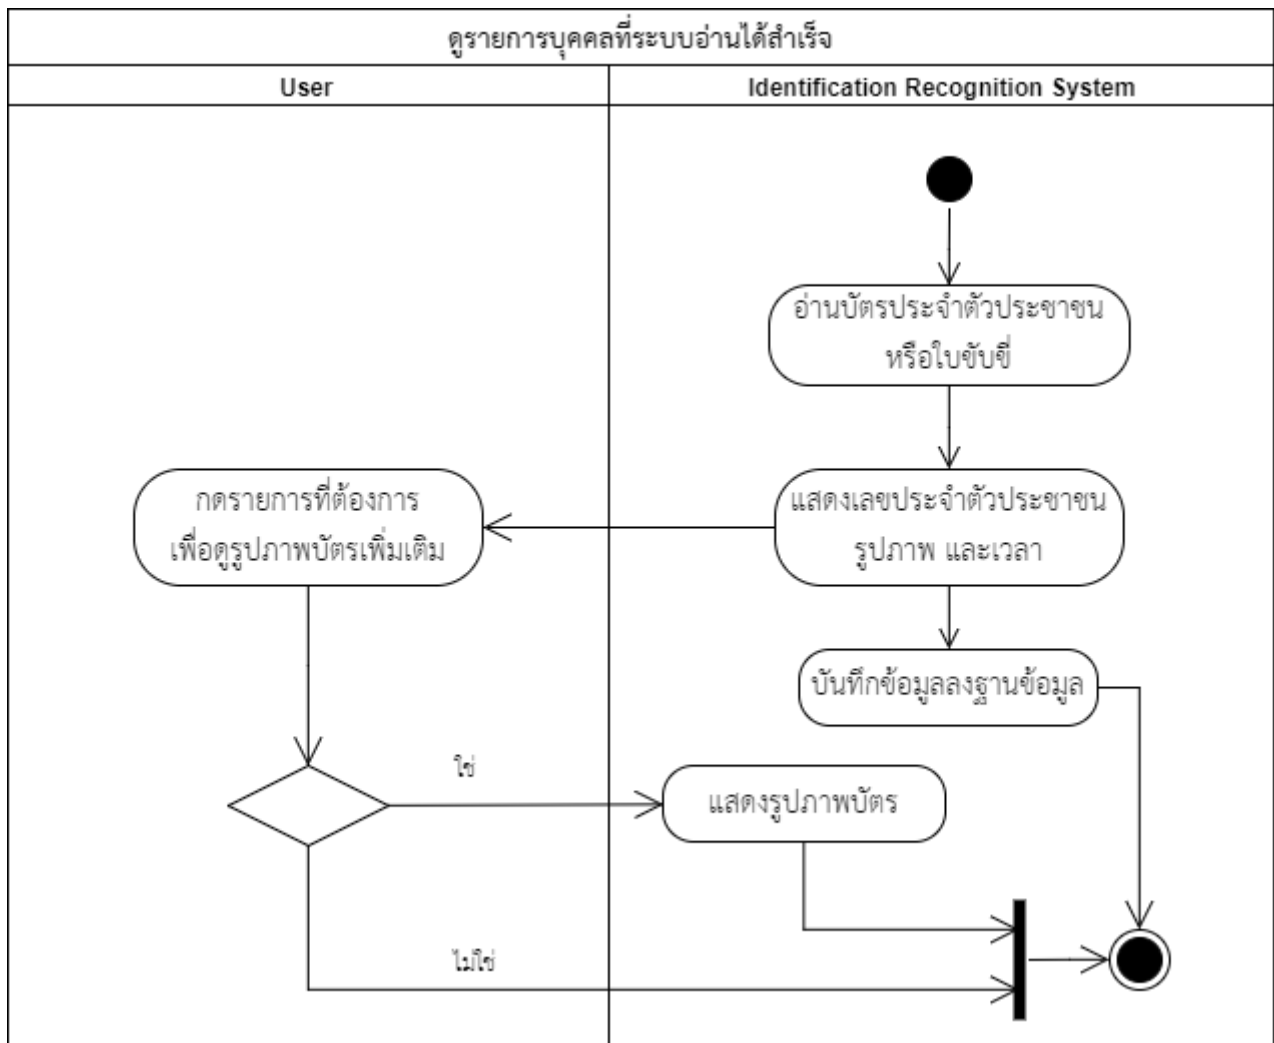 ดูรายการบุคคลที่ระบบอ่านได้สำเร็จ
User
Identification Recognition System
อ่านบัตรประจำตัวประชาชน
หรือใบขับขี่
กดรายการที่ต้องการ
เพื่อดูรูปภาพบัตรเพิ่มเติม
แสดงเลขประจำตัวประชาชน
รูปภาพ และเวลา
บันทึกข้อมูลลงฐานข้อมูล
ใช่
แสดงรูปภาพบัตร
ไม่ใช่